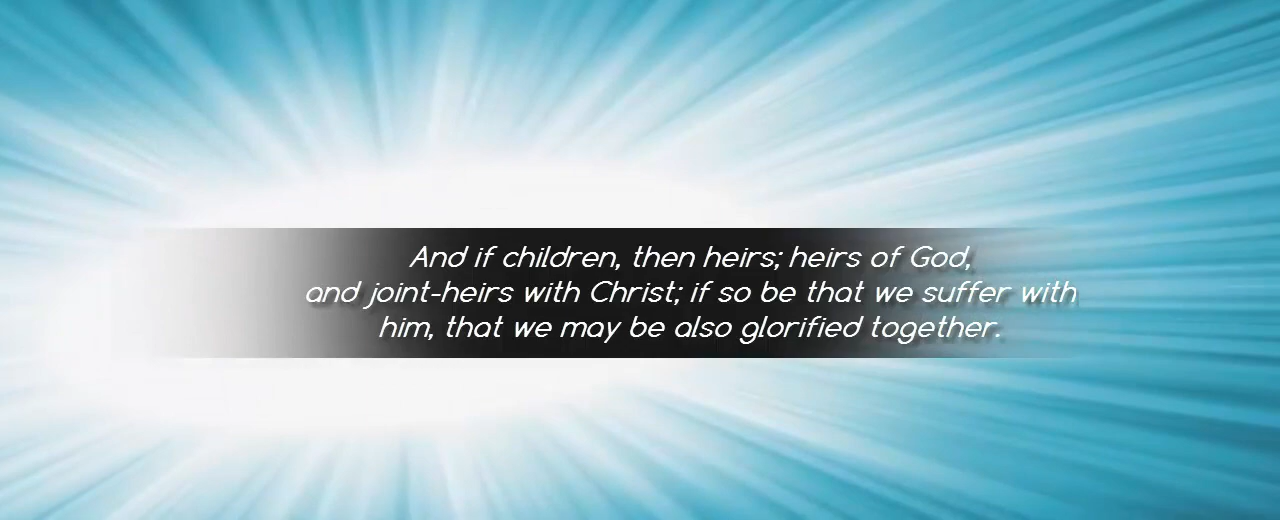 And if children, then heirs; heirs of God,
and joint-heirs with Christ; if so be that we suffer with
him, that we may be also glorified together.